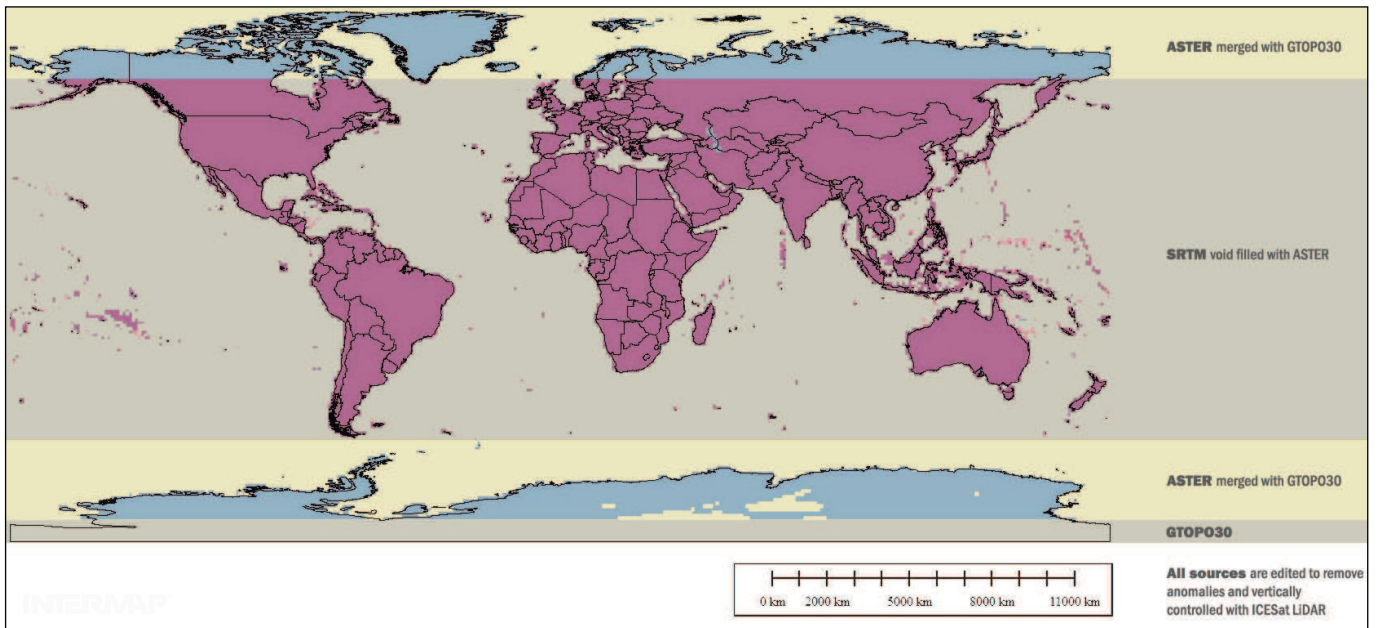 ASTER merged with GTOPO30
SRTM void filled with ASTER
ASTER merged with GTOPO30
GTOPO30
0 km 2000 km 5000 km 8000 km 11000 km
All sources are edited to remove
anomalies and vertically
controlled with ICESat LiDAR
INTERMAP